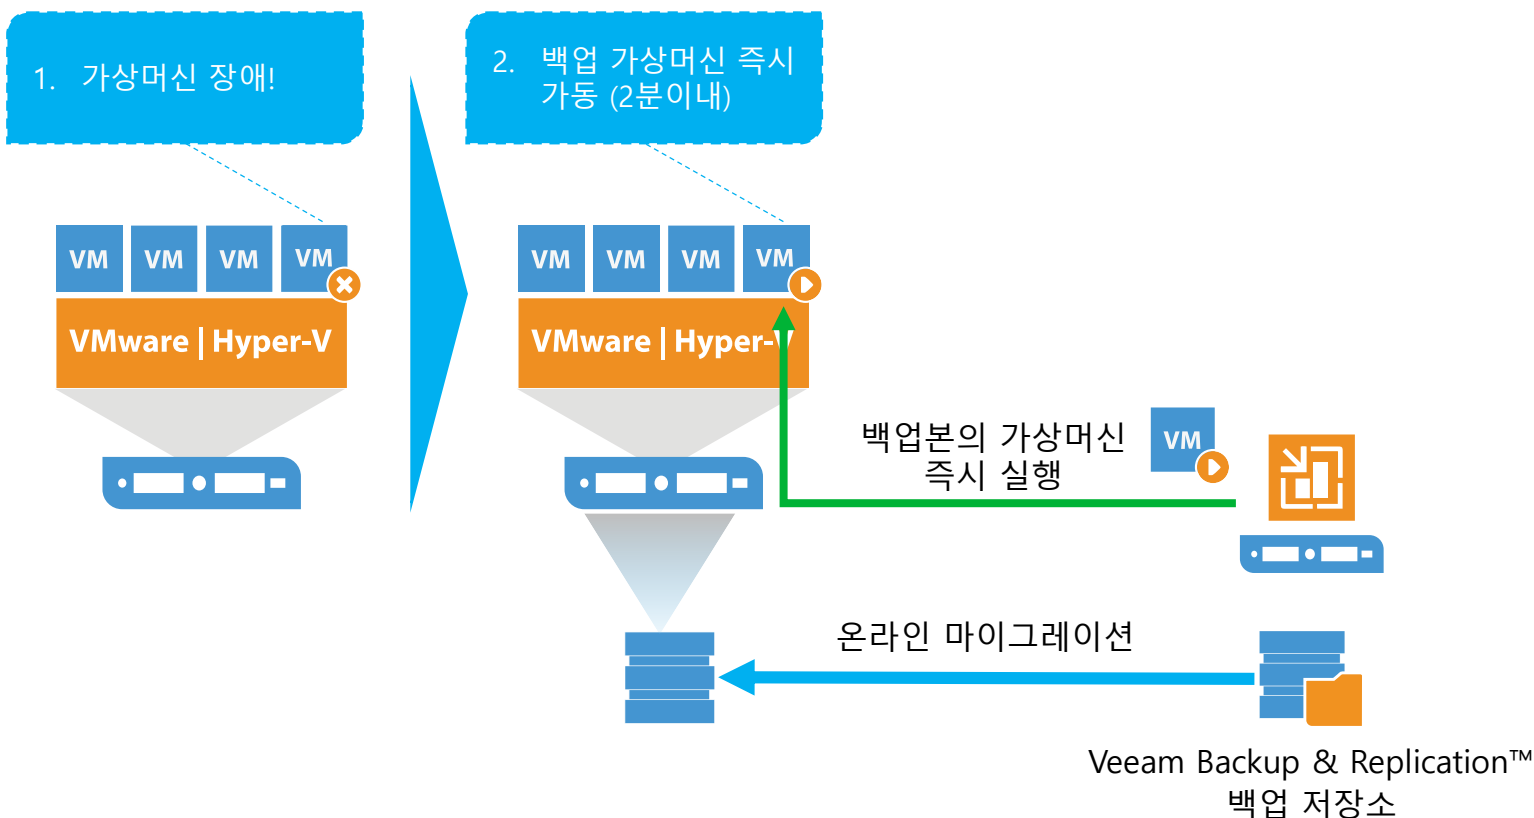 1. 가상머신 장애!
2. 백업 가상머신 즉시
가동 (2분이내)
VM VM VM VM
VMware | Hyper-V
VM VM VM VM
VMware | Hyper-V
백업본의 가상머신
즉시 실행
VM
온라인 마이그레이션
Veeam Backup & Replication™
백업 저장소